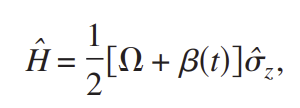 Ĥ = 1/2 [Ω + β(t)]σ̂_z,